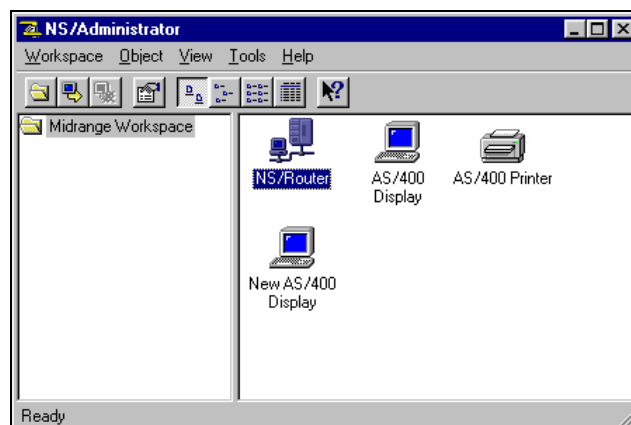 NS/Administrator
Workspace Object View Tools Help
Midrange Workspace
NS/Router
AS/400 Display
AS/400 Printer
New AS/400 Display
Ready